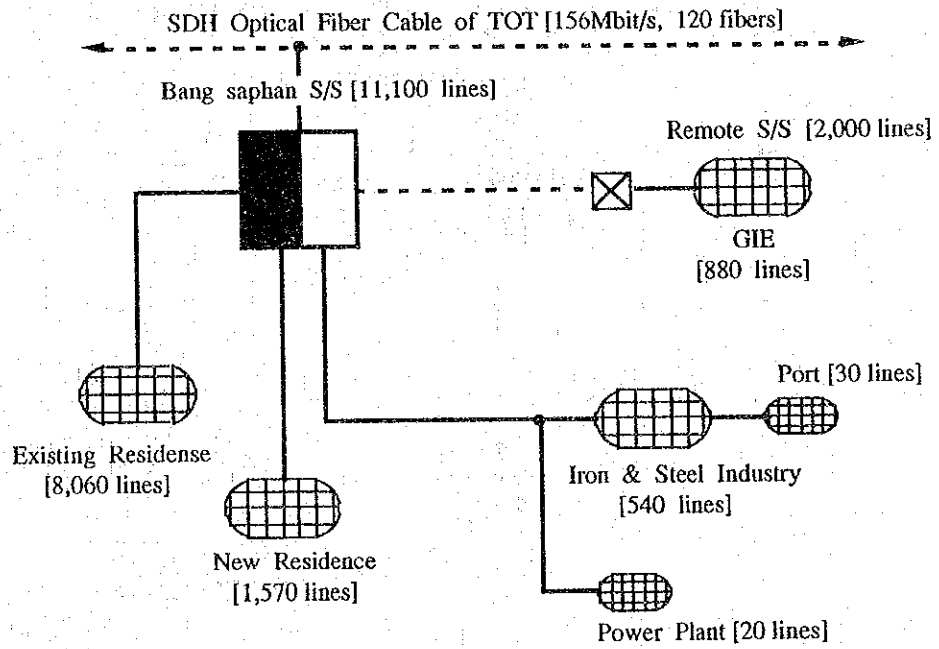 SDH Optical Fiber Cable of TOT [156Mbit/s, 120 fibers]
Bang saphan S/S [11,100 lines]
Remote S/S [2,000 lines]
GIE
[880 lines]
Port [30 lines]
Existing Residense
[8,060 lines]
Iron & Steel Industry
[540 lines]
New Residence
[1,570 lines]
Power Plant [20 lines]